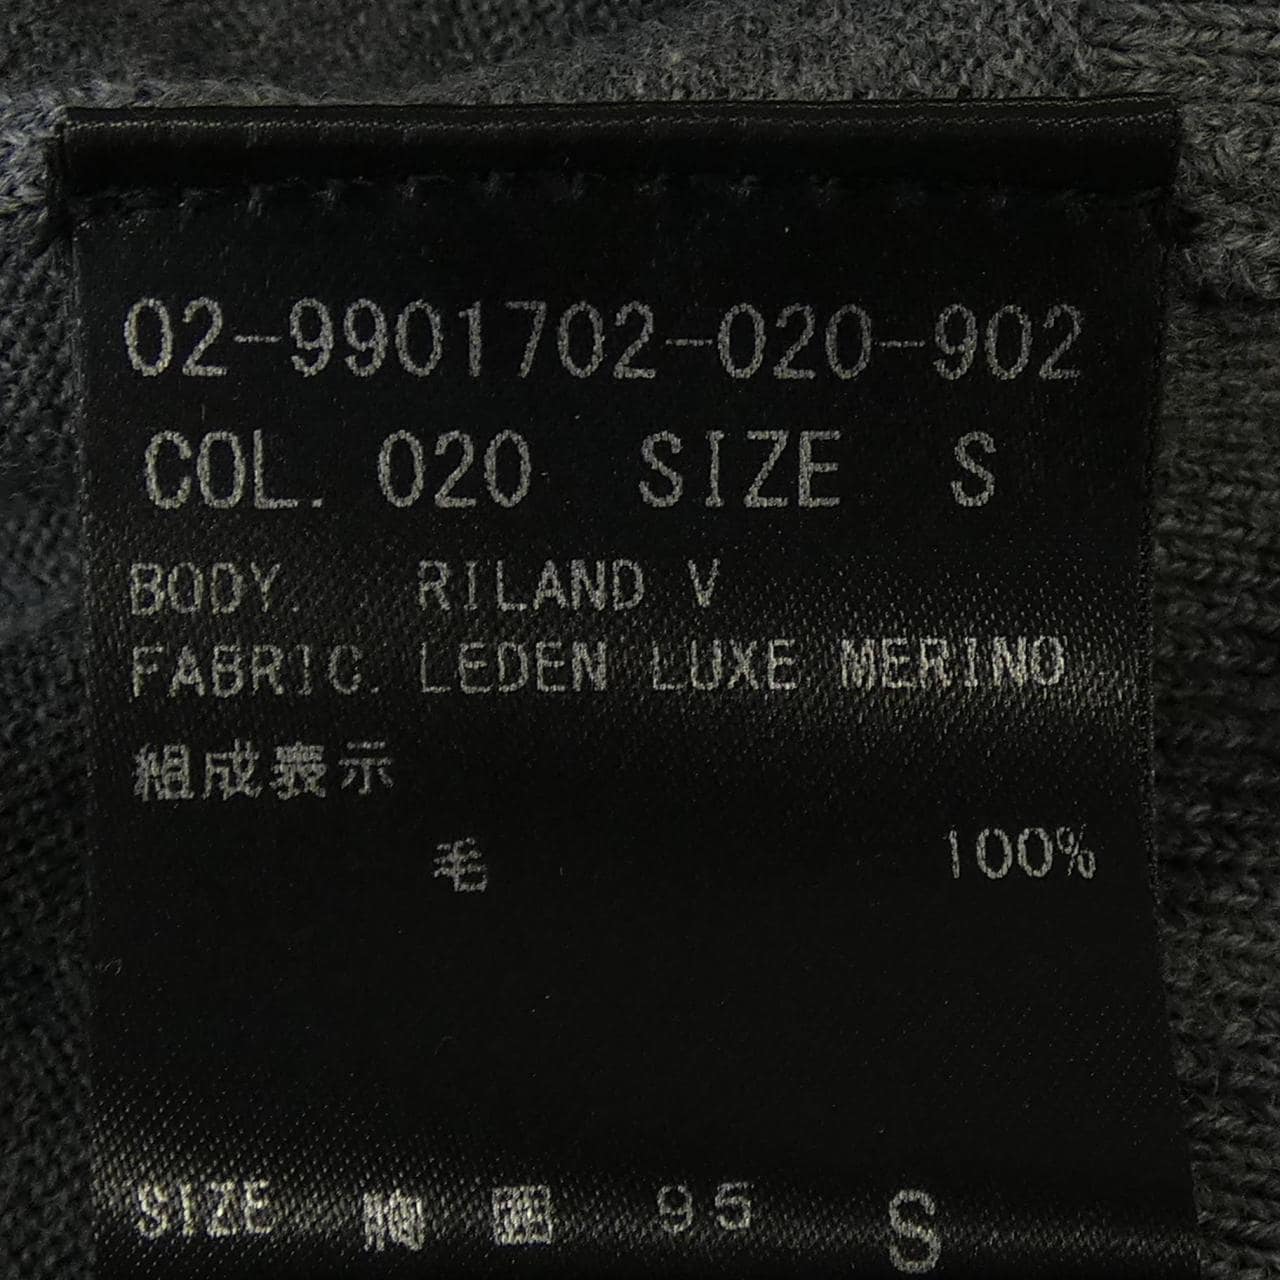 02-9901702-020-902
COL. 020 SIZE S
BODY. RILAND V
FABRIC. LEDEN LUXE MERINO
組成表示
毛 100%
SIZE 胸囲 95 S